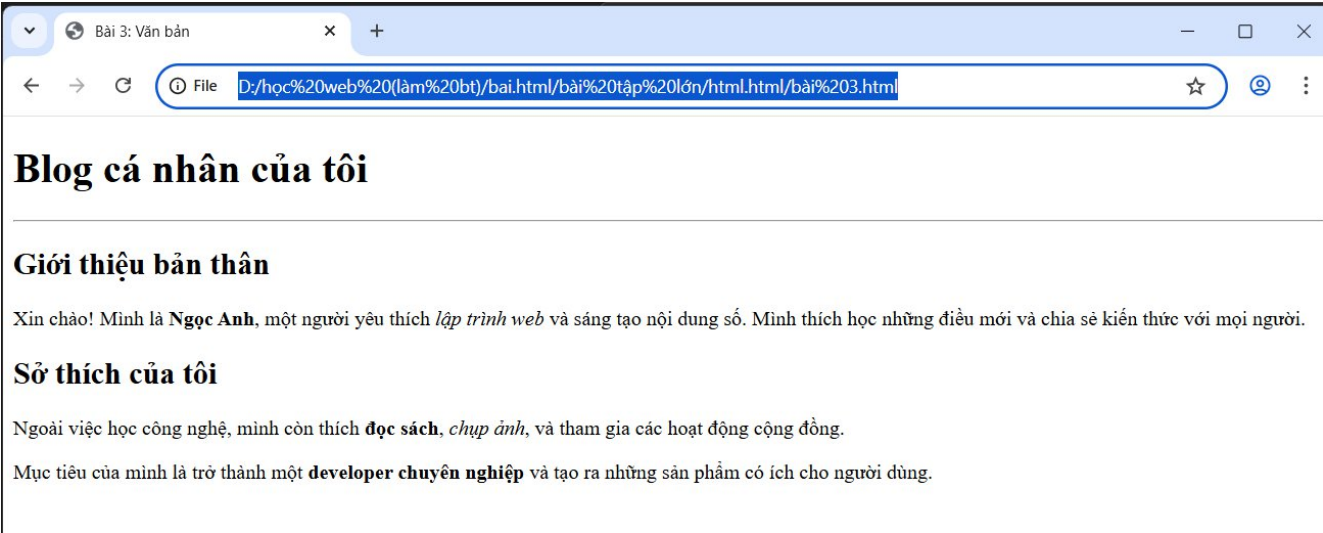 Bài 3: Văn bản
File D:/học%20web%20(làm%20bt)/bai.html/bài%20tập%20lớn/html.html/bài%203.html
Blog cá nhân của tôi
Giới thiệu bản thân
Xin chào! Mình là Ngọc Anh, một người yêu thích lập trình web và sáng tạo nội dung số. Mình thích học những điều mới và chia sẻ kiến thức với mọi người.
Sở thích của tôi
Ngoài việc học công nghệ, mình còn thích đọc sách, chụp ảnh, và tham gia các hoạt động cộng đồng.
Mục tiêu của mình là trở thành một developer chuyên nghiệp và tạo ra những sản phẩm có ích cho người dùng.